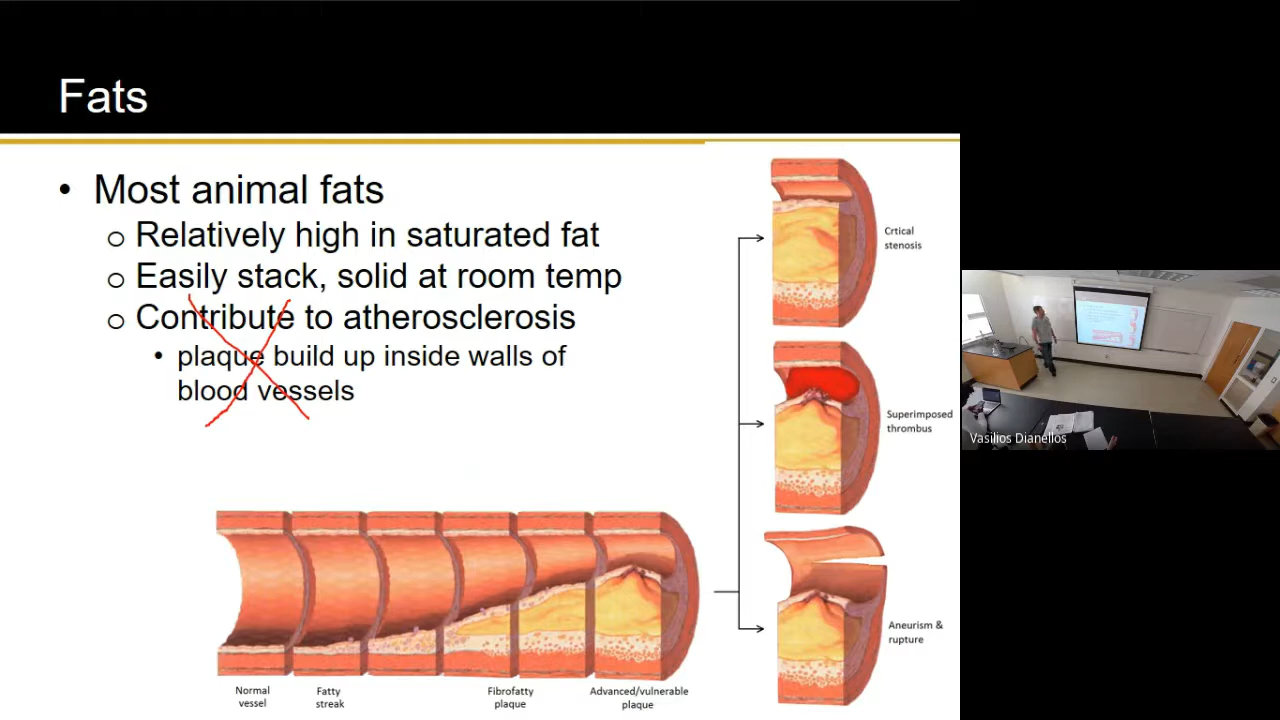 Fats
• Most animal fats
o Relatively high in saturated fat
o Easily stack, solid at room temp
o Contribute to atherosclerosis
• plaque build up inside walls of
blood vessels
Crtical
stenosis
Superimposed
thrombus
Aneurism &
rupture
Normal
vessel
Fatty
streak
Fibrofatty
plaque
Advanced/vulnerable
plaque
Vasilios Dianellos